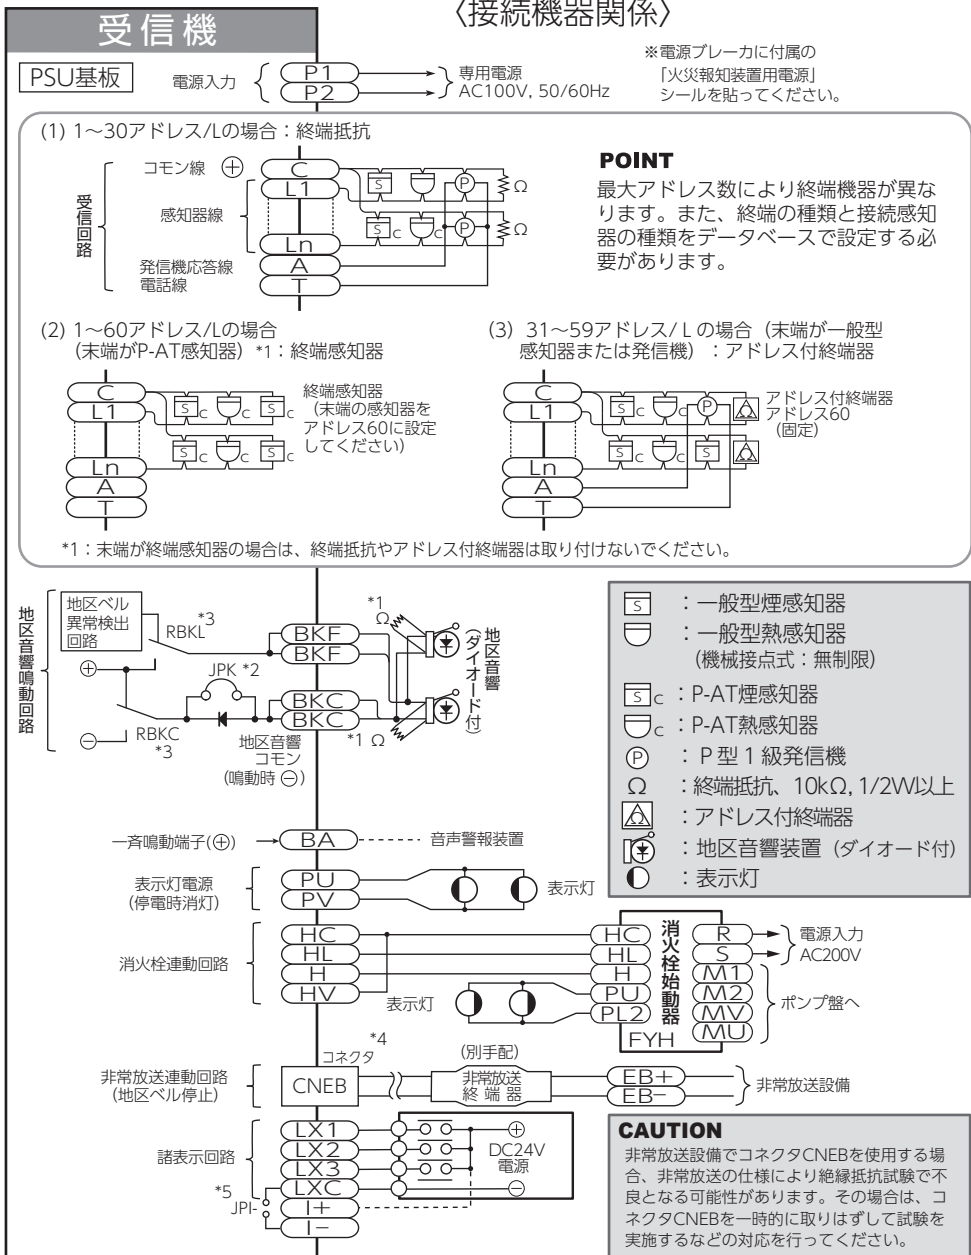 〈接続機器関係〉
受信機
PSU基板
電源入力
P1
P2
専用電源
AC100V, 50/60Hz
※電源ブレーカに付属の
「火災報知装置用電源」
シールを貼ってください。
(1) 1～30アドレス/Lの場合：終端抵抗
受信回路
コモン線 ⊕
感知器線
発信機応答線
電話線
C
L1
Ln
A
T
S
P
Ω
S C
C
P
Ω
POINT
最大アドレス数により終端機器が異な
ります。また、終端の種類と接続感知
器の種類をデータベースで設定する必
要があります。
(2) 1～60アドレス/Lの場合
(末端がP-AT感知器) *1：終端感知器
C
L1
Ln
A
T
S C
C
S C
S C
C
S C
終端感知器
(末端の感知器を
アドレス60に設定
してください)
(3) 31～59アドレス/Lの場合（末端が一般型
感知器または発信機）：アドレス付終端器
C
L1
Ln
A
T
S C
C
P
Ω
S C
C
S
Ω
アドレス付終端器
アドレス60
(固定)
*1：末端が終端感知器の場合は、終端抵抗やアドレス付終端器は取り付けないでください。
地区音響鳴動回路
地区ベル
異常検出
回路
*3
RBKL
⊕
JPK *2
⊖
RBKC
*3
BKF
BKF
BKC
BKC
地区音響
コモン
(鳴動時 ⊖)
*1
Ω
*1 Ω
地区音響
(ダイオード付)
S ：一般型煙感知器
：一般型熱感知器
(機械接点式：無制限)
S C ：P-AT煙感知器
C ：P-AT熱感知器
P ：P型1級発信機
Ω ：終端抵抗、10kΩ, 1/2W以上
Ω ：アドレス付終端器
：地区音響装置（ダイオード付）
：表示灯
一斉鳴動端子(⊕)
BA
音声警報装置
表示灯電源
(停電時消灯)
PU
PV
表示灯
消火栓連動回路
HC
HL
H
HV
表示灯
HC
HL
H
PU
PL2
消火栓始動器
FYH
R
S
M1
M2
MV
MU
電源入力
AC200V
ポンプ盤へ
非常放送連動回路
(地区ベル停止)
コネクタ
*4
CNEB
(別手配)
非常放送
終端器
EB+
EB−
非常放送設備
諸表示回路
LX1
LX2
LX3
LXC
I+
I−
*5
JPI-
⊕
DC24V
電源
⊖
CAUTION
非常放送設備でコネクタCNEBを使用する場
合、非常放送の仕様により絶縁抵抗試験で不
良となる可能性があります。その場合は、コ
ネクタCNEBを一時的に取りはずして試験を
実施するなどの対応を行ってください。